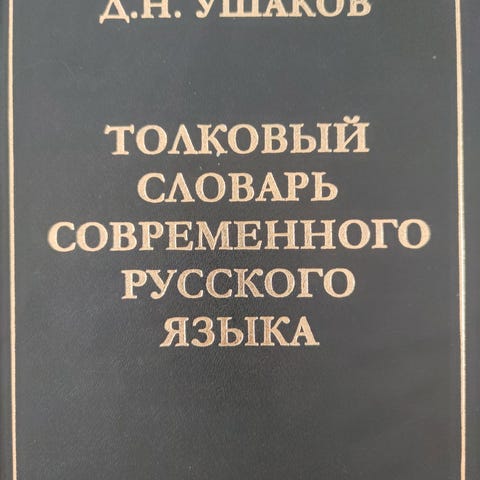 Д.Н. УШАКОВ
ТОЛКОВЫЙ
СЛОВАРЬ
СОВРЕМЕННОГО
РУССКОГО
ЯЗЫКА